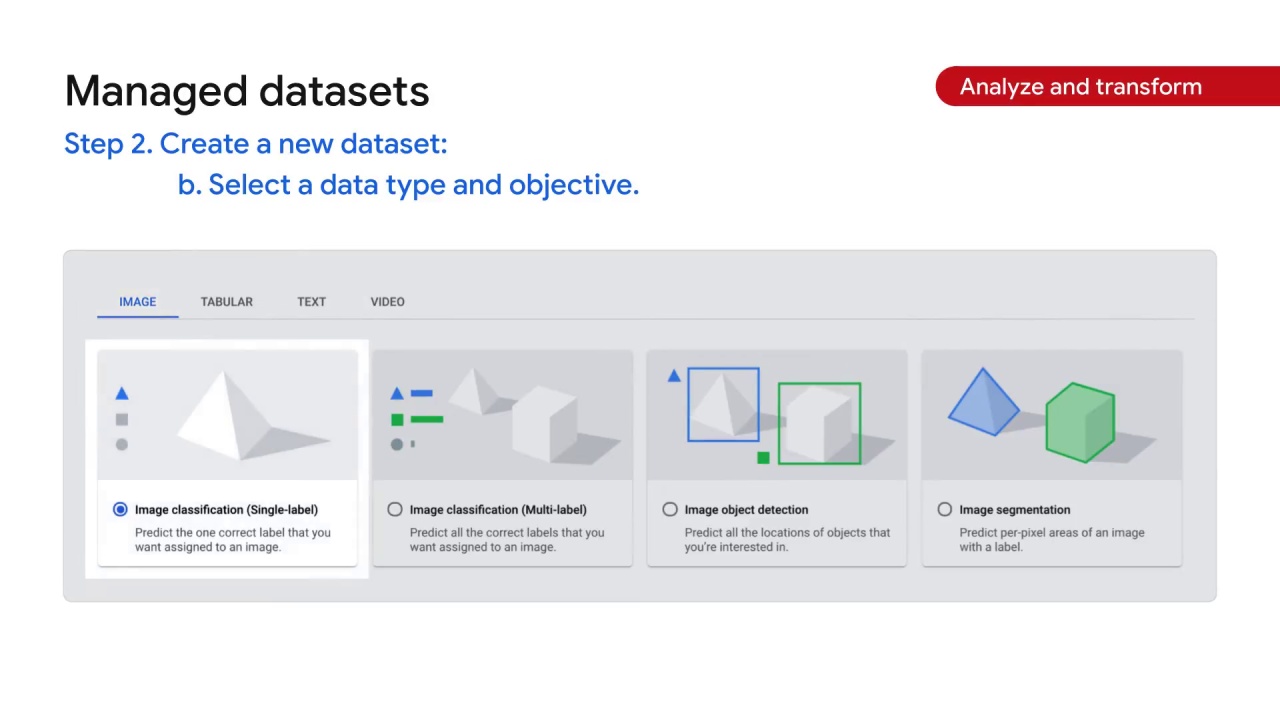 Managed datasets
Analyze and transform
Step 2. Create a new dataset:
b. Select a data type and objective.
IMAGE TABULAR TEXT VIDEO
Image classification (Single-label)
Predict the one correct label that you
want assigned to an image.
Image classification (Multi-label)
Predict all the correct labels that you
want assigned to an image.
Image object detection
Predict all the locations of objects that
you're interested in.
Image segmentation
Predict per-pixel areas of an image
with a label.